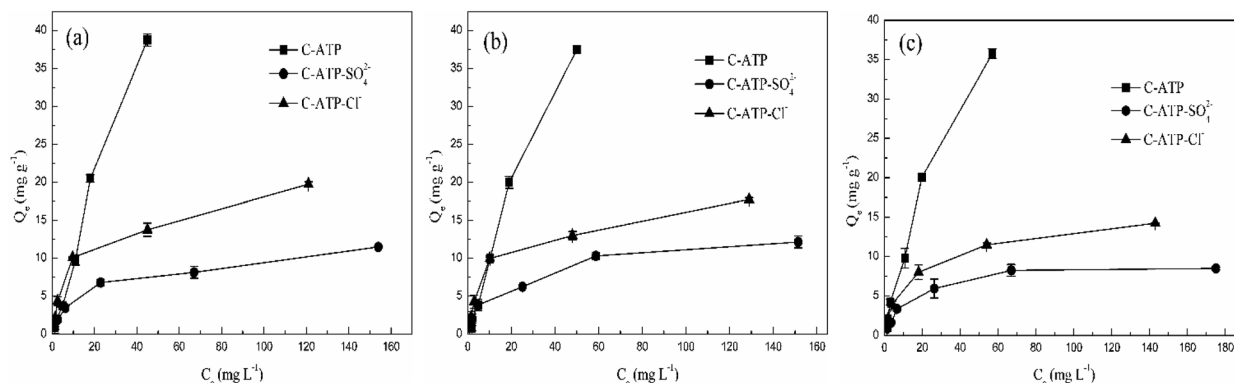 (a)
C-ATP
C-ATP-SO₄²⁻
C-ATP-Cl⁻
Qₑ (mg g⁻¹)
40
35
30
25
20
15
10
5
0
0 20 40 60 80 100 120 140 160
Cₑ (mg L⁻¹)
(b)
C-ATP
C-ATP-SO₄²⁻
C-ATP-Cl⁻
Qₑ (mg g⁻¹)
40
35
30
25
20
15
10
5
0
0 20 40 60 80 100 120 140 160
Cₑ (mg L⁻¹)
(c)
C-ATP
C-ATP-SO₄²⁻
C-ATP-Cl⁻
Qₑ (mg g⁻¹)
40
35
30
25
20
15
10
5
0
0 20 40 60 80 100 120 140 160 180
Cₑ (mg L⁻¹)